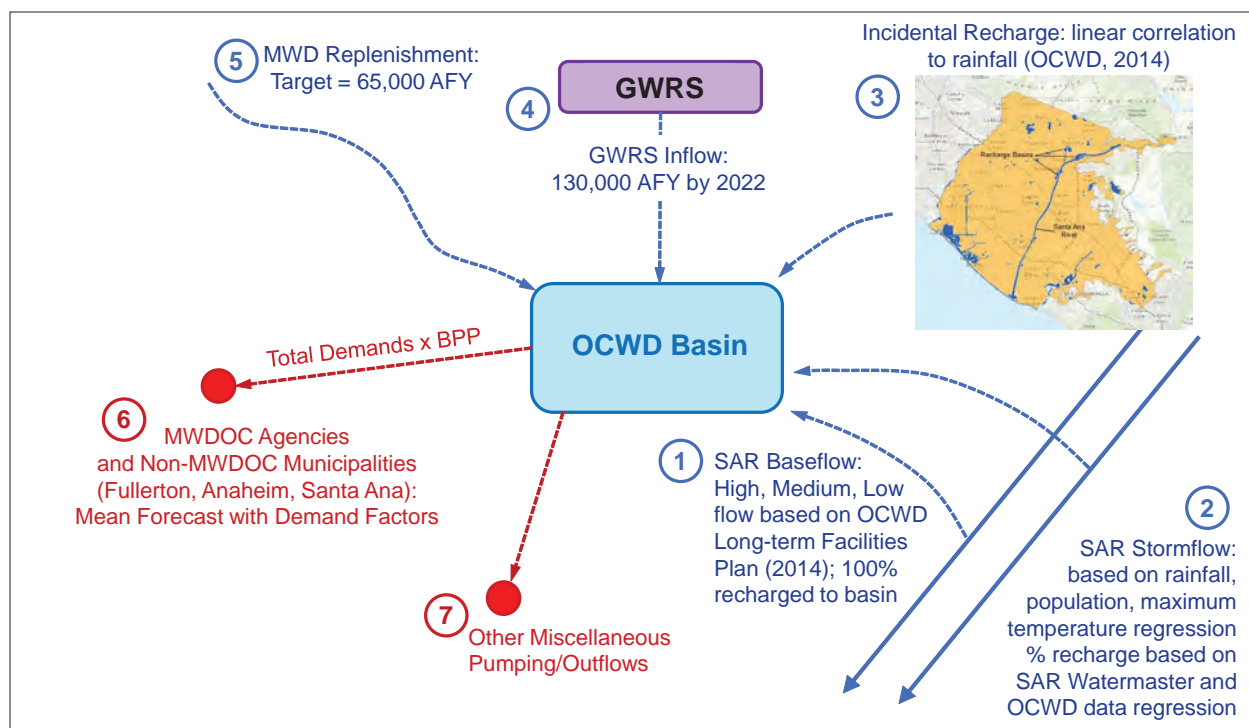 5
MWD Replenishment:
Target = 65,000 AFY
4
GWRS
GWRS Inflow:
130,000 AFY by 2022
Incidental Recharge: linear correlation
to rainfall (OCWD, 2014)
3
Recharge Basins
Santa Ana
River
OCWD Basin
Total Demands x BPP
6
MWDOC Agencies
and Non-MWDOC Municipalities
(Fullerton, Anaheim, Santa Ana):
Mean Forecast with Demand Factors
7
Other Miscellaneous
Pumping/Outflows
1
SAR Baseflow:
High, Medium, Low
flow based on OCWD
Long-term Facilities
Plan (2014); 100%
recharged to basin
2
SAR Stormflow:
based on rainfall,
population, maximum
temperature regression
% recharge based on
SAR Watermaster and
OCWD data regression